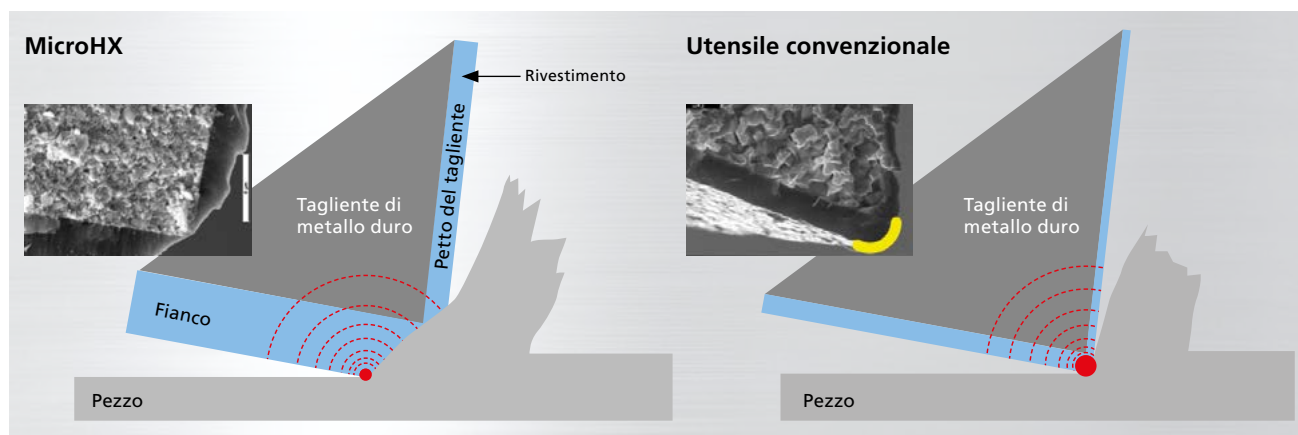 MicroHX
Rivestimento
Petto del tagliente
Tagliente di
metallo duro
Fianco
Pezzo
Utensile convenzionale
Tagliente di
metallo duro
Pezzo